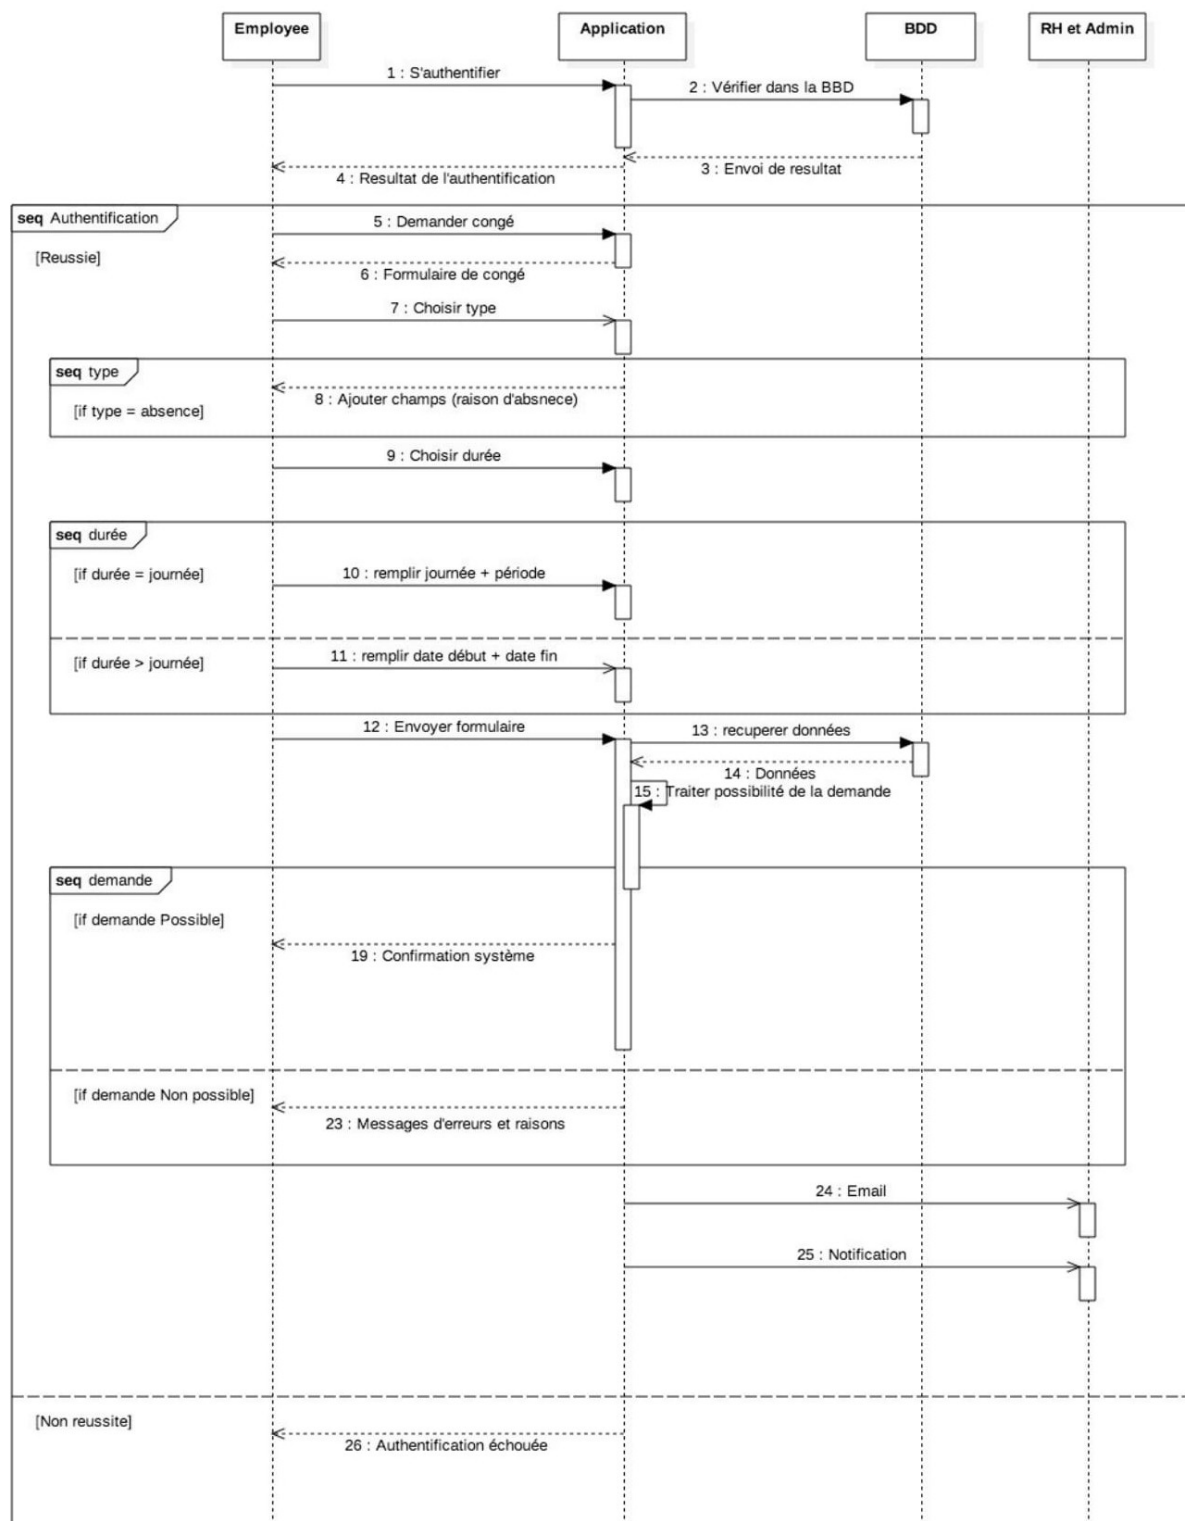 Employee
Application
BDD
RH et Admin
1 : S'authentifier
2 : Vérifier dans la BBD
3 : Envoi de resultat
4 : Resultat de l'authentification
seq Authentification
5 : Demander congé
[Reussie]
6 : Formulaire de congé
7 : Choisir type
seq type
8 : Ajouter champs (raison d'absnece)
[if type = absence]
9 : Choisir durée
seq durée
[if durée = journée]
10 : remplir journée + période
[if durée > journée]
11 : remplir date début + date fin
12 : Envoyer formulaire
13 : recuperer données
14 : Données
15 : Traiter possibilité de la demande
seq demande
[if demande Possible]
19 : Confirmation système
[if demande Non possible]
23 : Messages d'erreurs et raisons
24 : Email
25 : Notification
[Non reussite]
26 : Authentification échouée